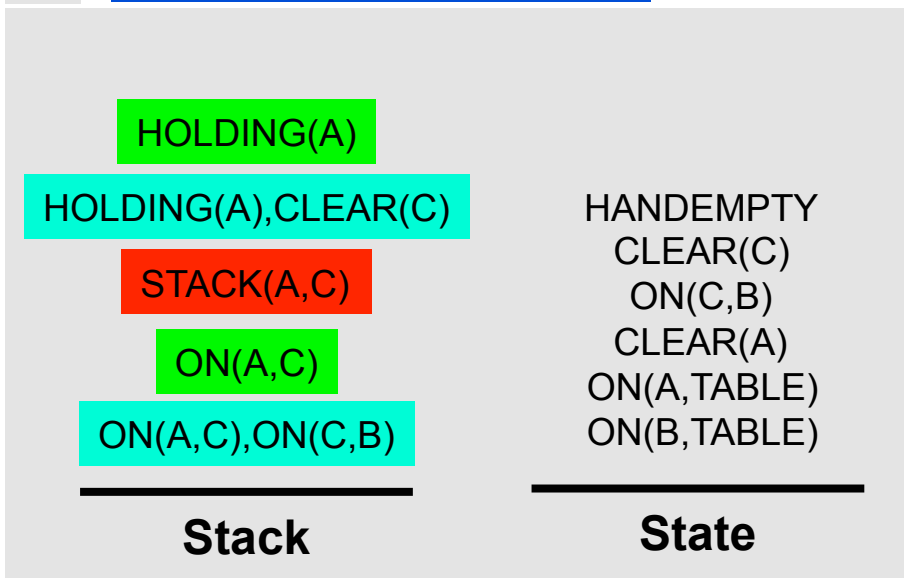 HOLDING(A)
HOLDING(A),CLEAR(C)
STACK(A,C)
ON(A,C)
ON(A,C),ON(C,B)
Stack
HANDEMPTY
CLEAR(C)
ON(C,B)
CLEAR(A)
ON(A,TABLE)
ON(B,TABLE)
State